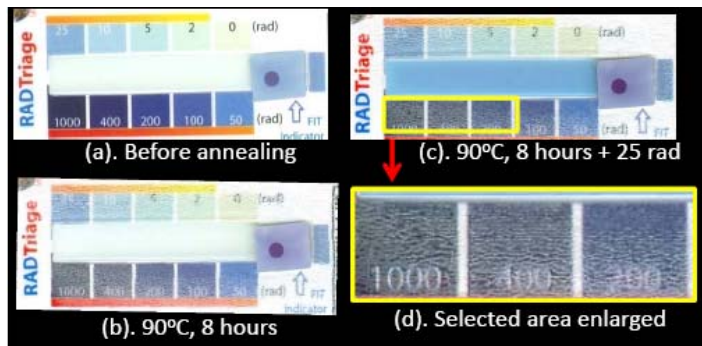 25 10 5 2 0 (rad)
RADTriage
1000 400 200 100 50 (rad) FIT
indicator
(a). Before annealing
25 10 5 2 0 (rad)
RADTriage
1000 100 50 (rad) FIT
indicator
(c). 90ºC, 8 hours + 25 rad
5 2 0 (rad)
RADTriage
1000 400 200 100 50 (rad) FIT
indicator
(b). 90ºC, 8 hours
1000 400 200
(d). Selected area enlarged